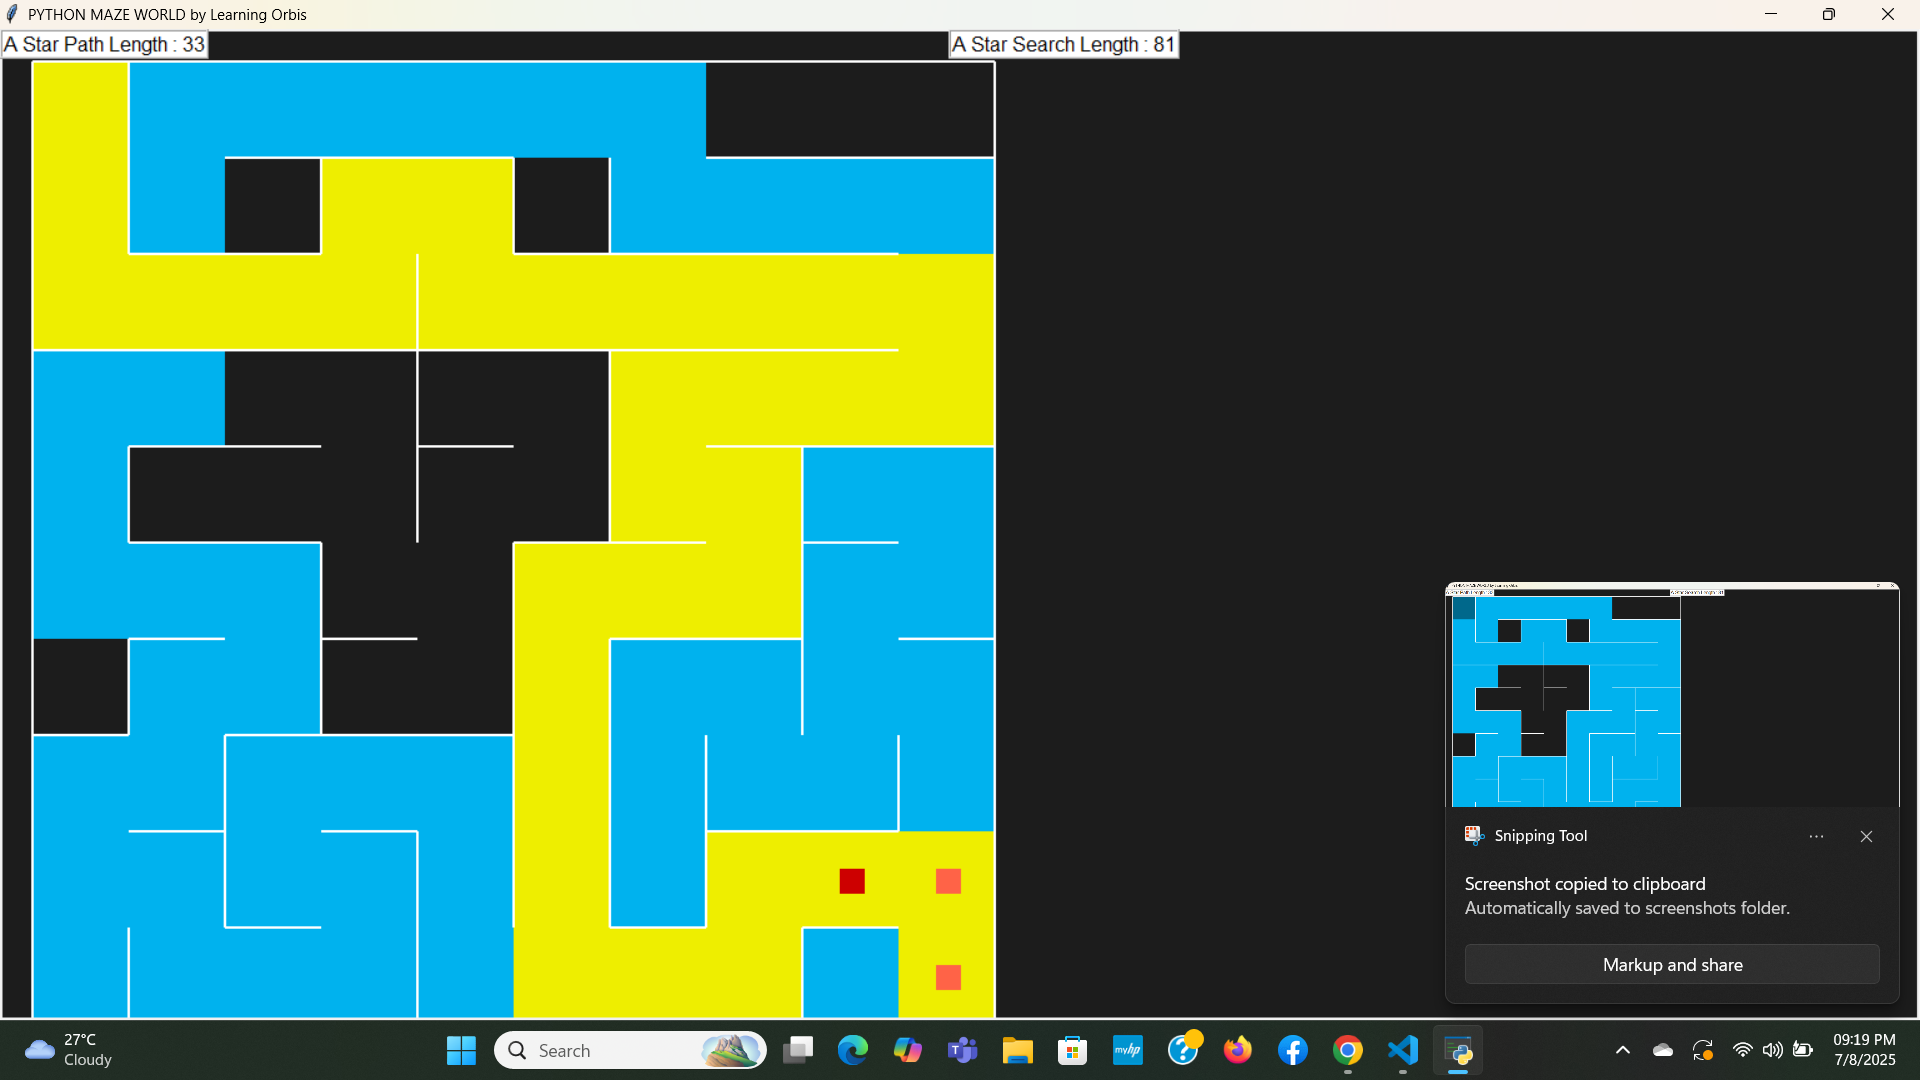 PYTHON MAZE WORLD by Learning Orbis
A Star Path Length : 33
A Star Search Length : 81
Snipping Tool
Screenshot copied to clipboard
Automatically saved to screenshots folder.
Markup and share
27°C
Cloudy
Search
myhp
09:19 PM
7/8/2025